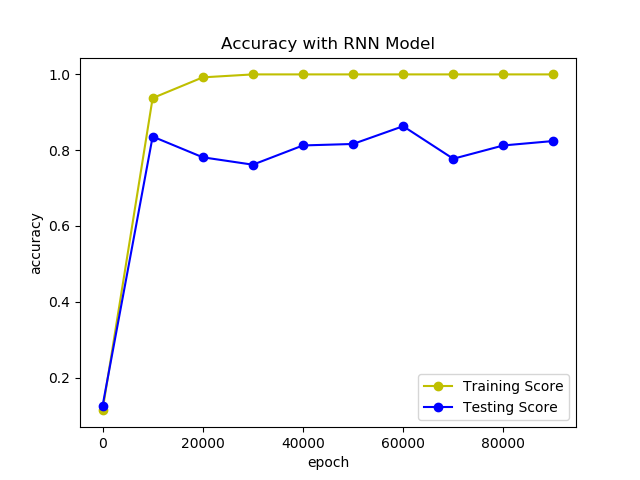 Accuracy with RNN Model
accuracy
1.0
0.8
0.6
0.4
0.2
0 20000 40000 60000 80000
epoch
Training Score
Testing Score